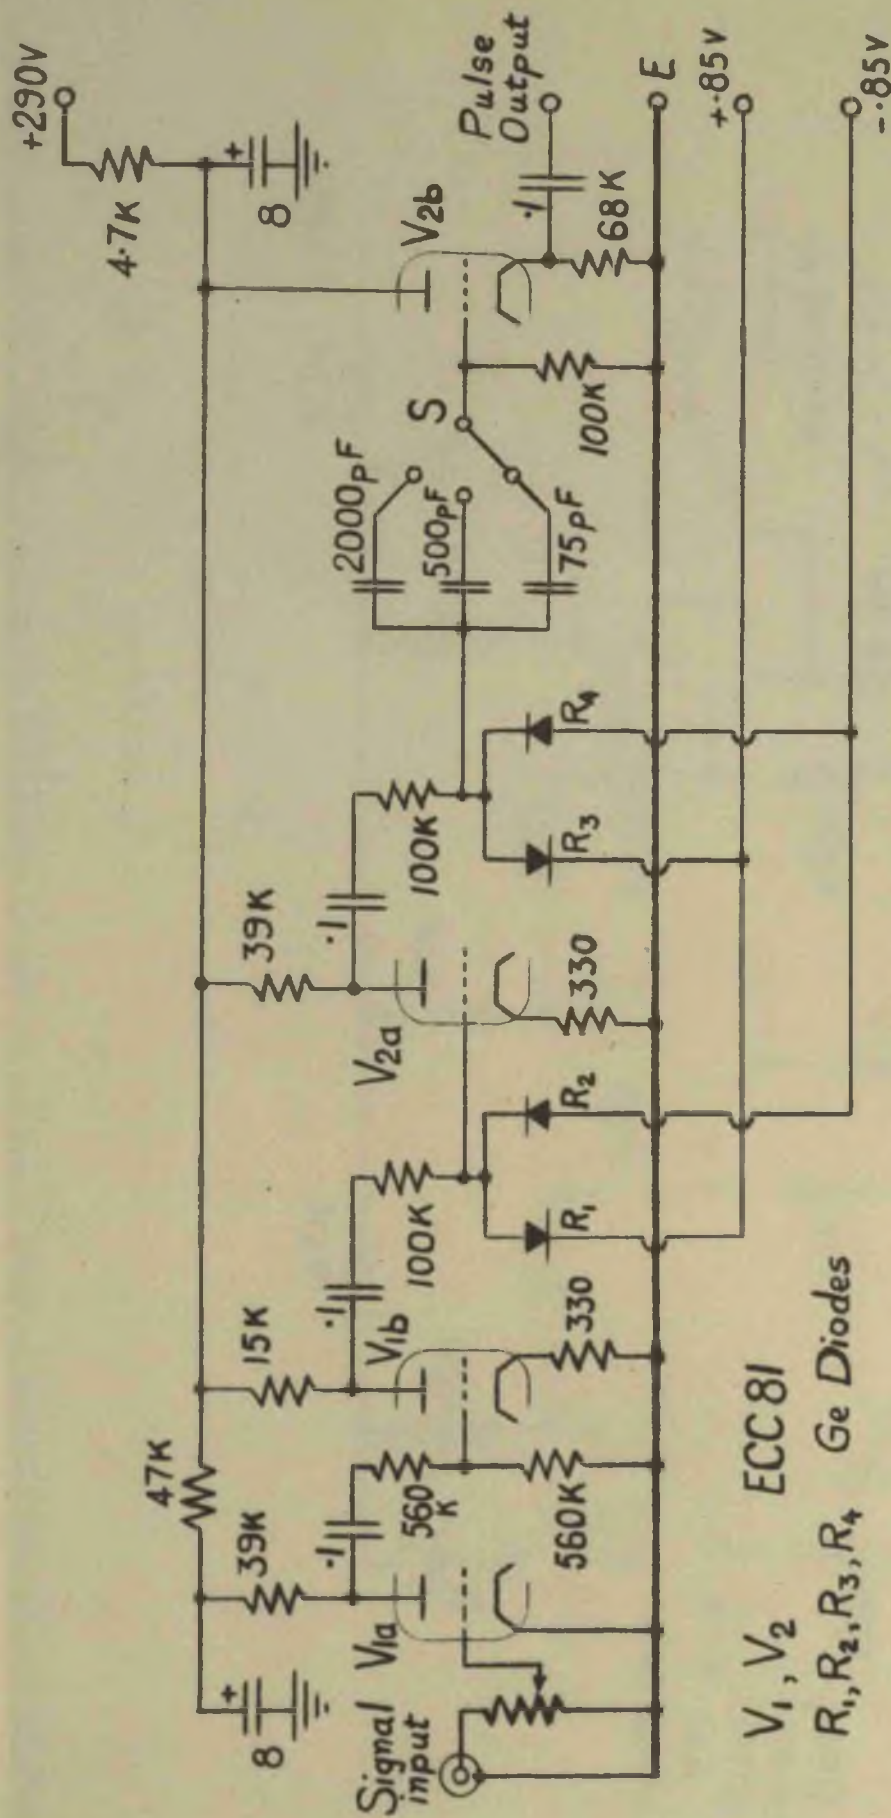 +290V
4.7K
8
+
47K
39K
15K
39K
8
+
.1
.1
.1
Signal
input
V1a
V1b
V2a
V2b
560
K
560K
100K
100K
330
330
R1
R2
R3
R4
2000pF
500pF
75pF
S
100K
68K
.1
Pulse
Output
E
+.85V
-.85V
V1, V2 ECC81
R1, R2, R3, R4 Ge Diodes